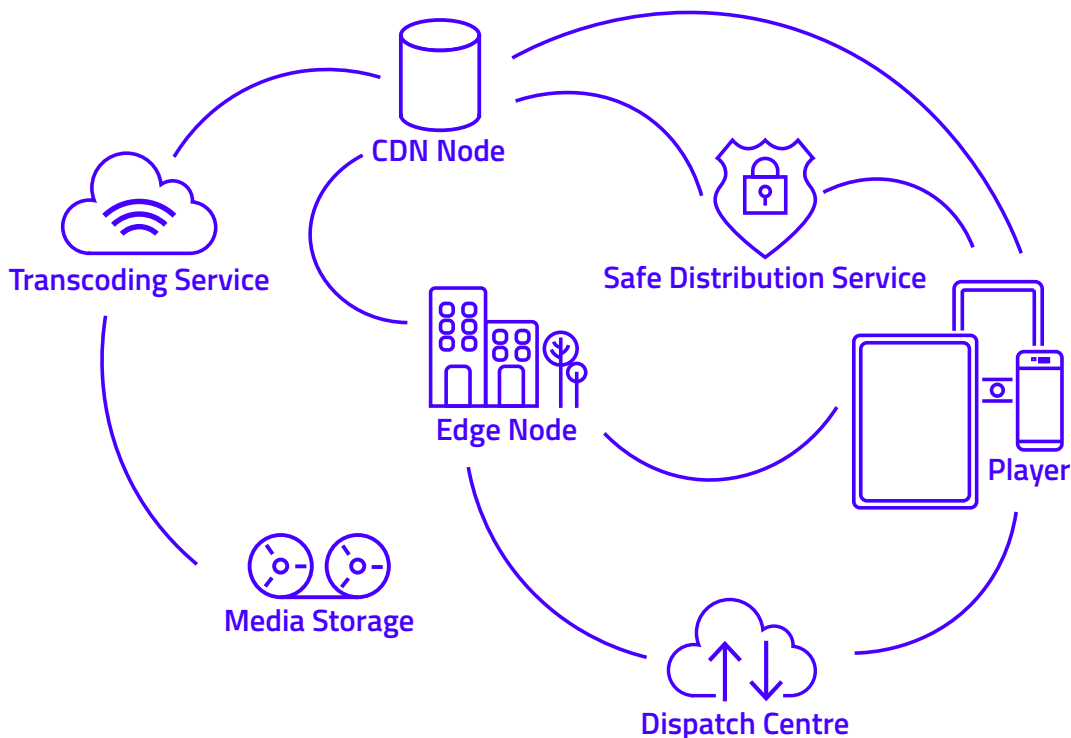 CDN Node
Transcoding Service
Safe Distribution Service
Edge Node
Player
Media Storage
Dispatch Centre